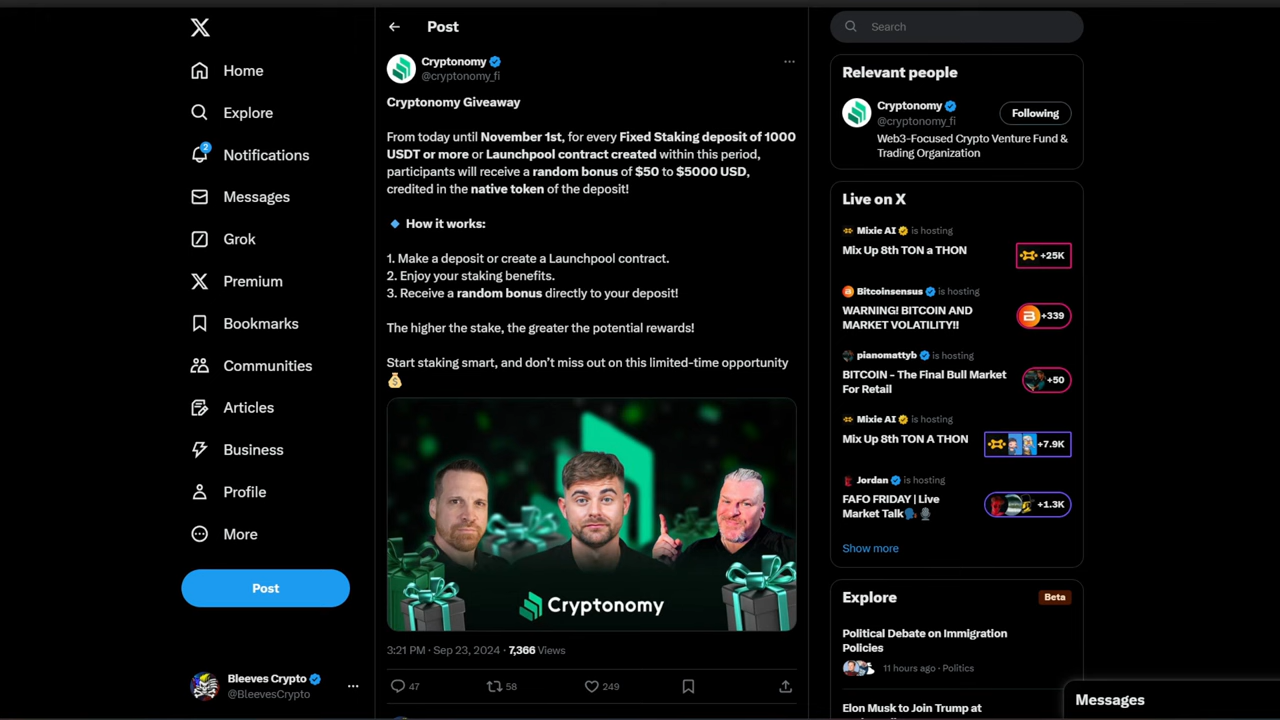 Home
Explore
2
Notifications
Messages
Grok
Premium
Bookmarks
Communities
Articles
Business
Profile
More
Post
Bleeves Crypto
@BleevesCrypto
Post
Cryptonomy
@cryptonomy_fi
Cryptonomy Giveaway
From today until November 1st, for every Fixed Staking deposit of 1000
USDT or more or Launchpool contract created within this period,
participants will receive a random bonus of $50 to $5000 USD,
credited in the native token of the deposit!
How it works:
1. Make a deposit or create a Launchpool contract.
2. Enjoy your staking benefits.
3. Receive a random bonus directly to your deposit!
The higher the stake, the greater the potential rewards!
Start staking smart, and don’t miss out on this limited-time opportunity
Cryptonomy
3:21 PM · Sep 23, 2024 · 7,366 Views
47
58
249
Search
Relevant people
Cryptonomy
@cryptonomy_fi
Following
Web3-Focused Crypto Venture Fund &
Trading Organization
Live on X
Mixie AI is hosting
Mix Up 8th TON a THON
+25K
Bitcoinsensus is hosting
WARNING! BITCOIN AND
MARKET VOLATILITY!!
+339
pianomattyb is hosting
BITCOIN - The Final Bull Market
For Retail
+50
Mixie AI is hosting
Mix Up 8th TON A THON
+7.9K
Jordan is hosting
FAFO FRIDAY | Live
Market Talk
+1.3K
Show more
Explore
Beta
Political Debate on Immigration
Policies
11 hours ago · Politics
Elon Musk to Join Trump at
Messages